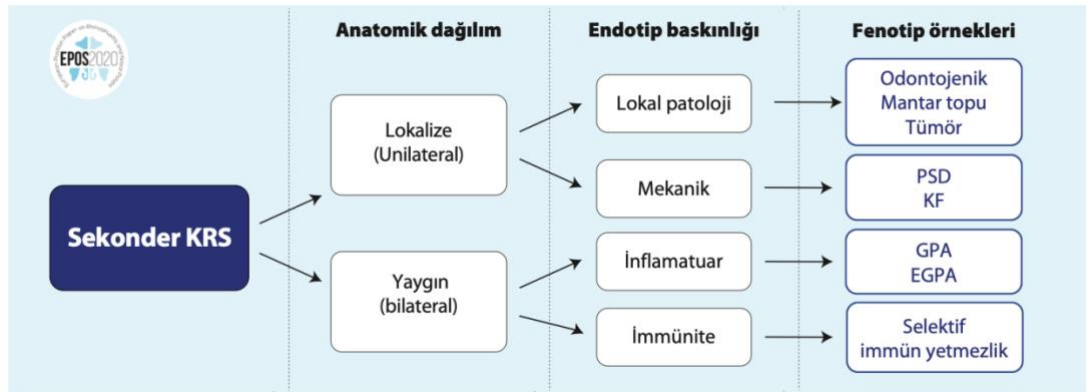 Anatomik dağılım
Endotip baskınlığı
Fenotip örnekleri
EPOS2020
Sekonder KRS
Lokalize
(Unilateral)
Yaygın
(bilateral)
Lokal patoloji
Mekanik
İnflamatuar
İmmünite
Odontojenik
Mantar topu
Tümör
PSD
KF
GPA
EGPA
Selektif
immün yetmezlik